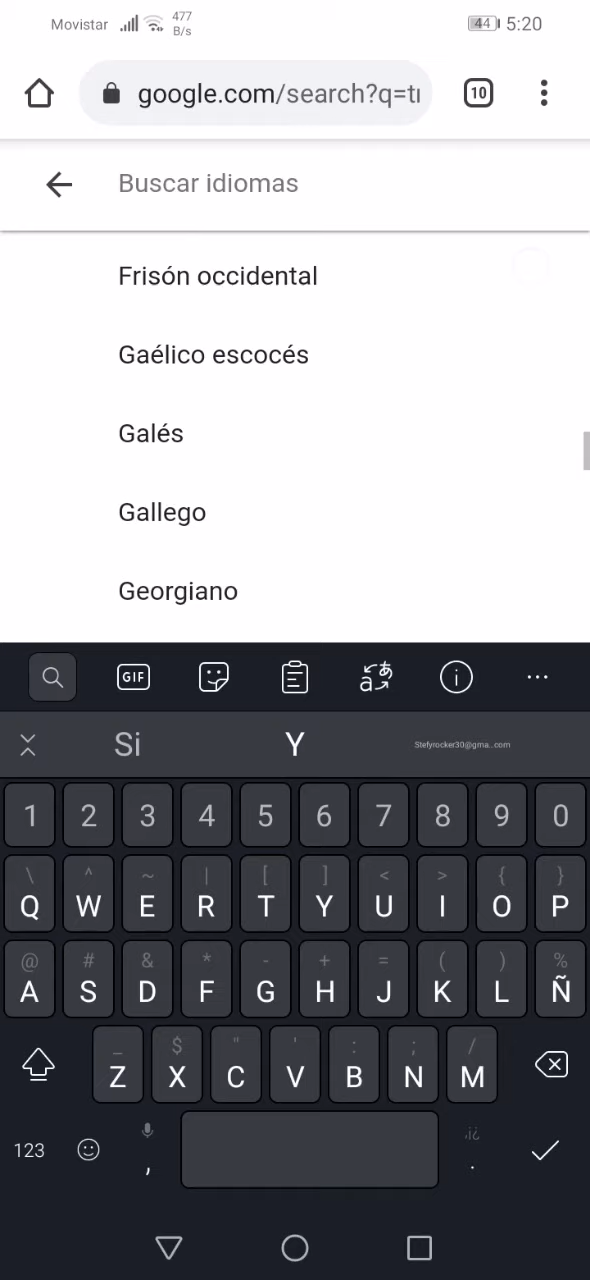 Movistar 477 B/s 44 5:20
google.com/search?q=tr
10
Buscar idiomas
Frisón occidental
Gaélico escocés
Galés
Gallego
Georgiano
GIF
Si Y Stefyrocker30@gma..com
1 2 3 4 5 6 7 8 9 0
\ ^ ~ | [ ] < > { }
Q W E R T Y U I O P
@ # & * - + = ( ) %
A S D F G H J K L Ñ
_ $ " ' : ; /
Z X C V B N M
123 , .